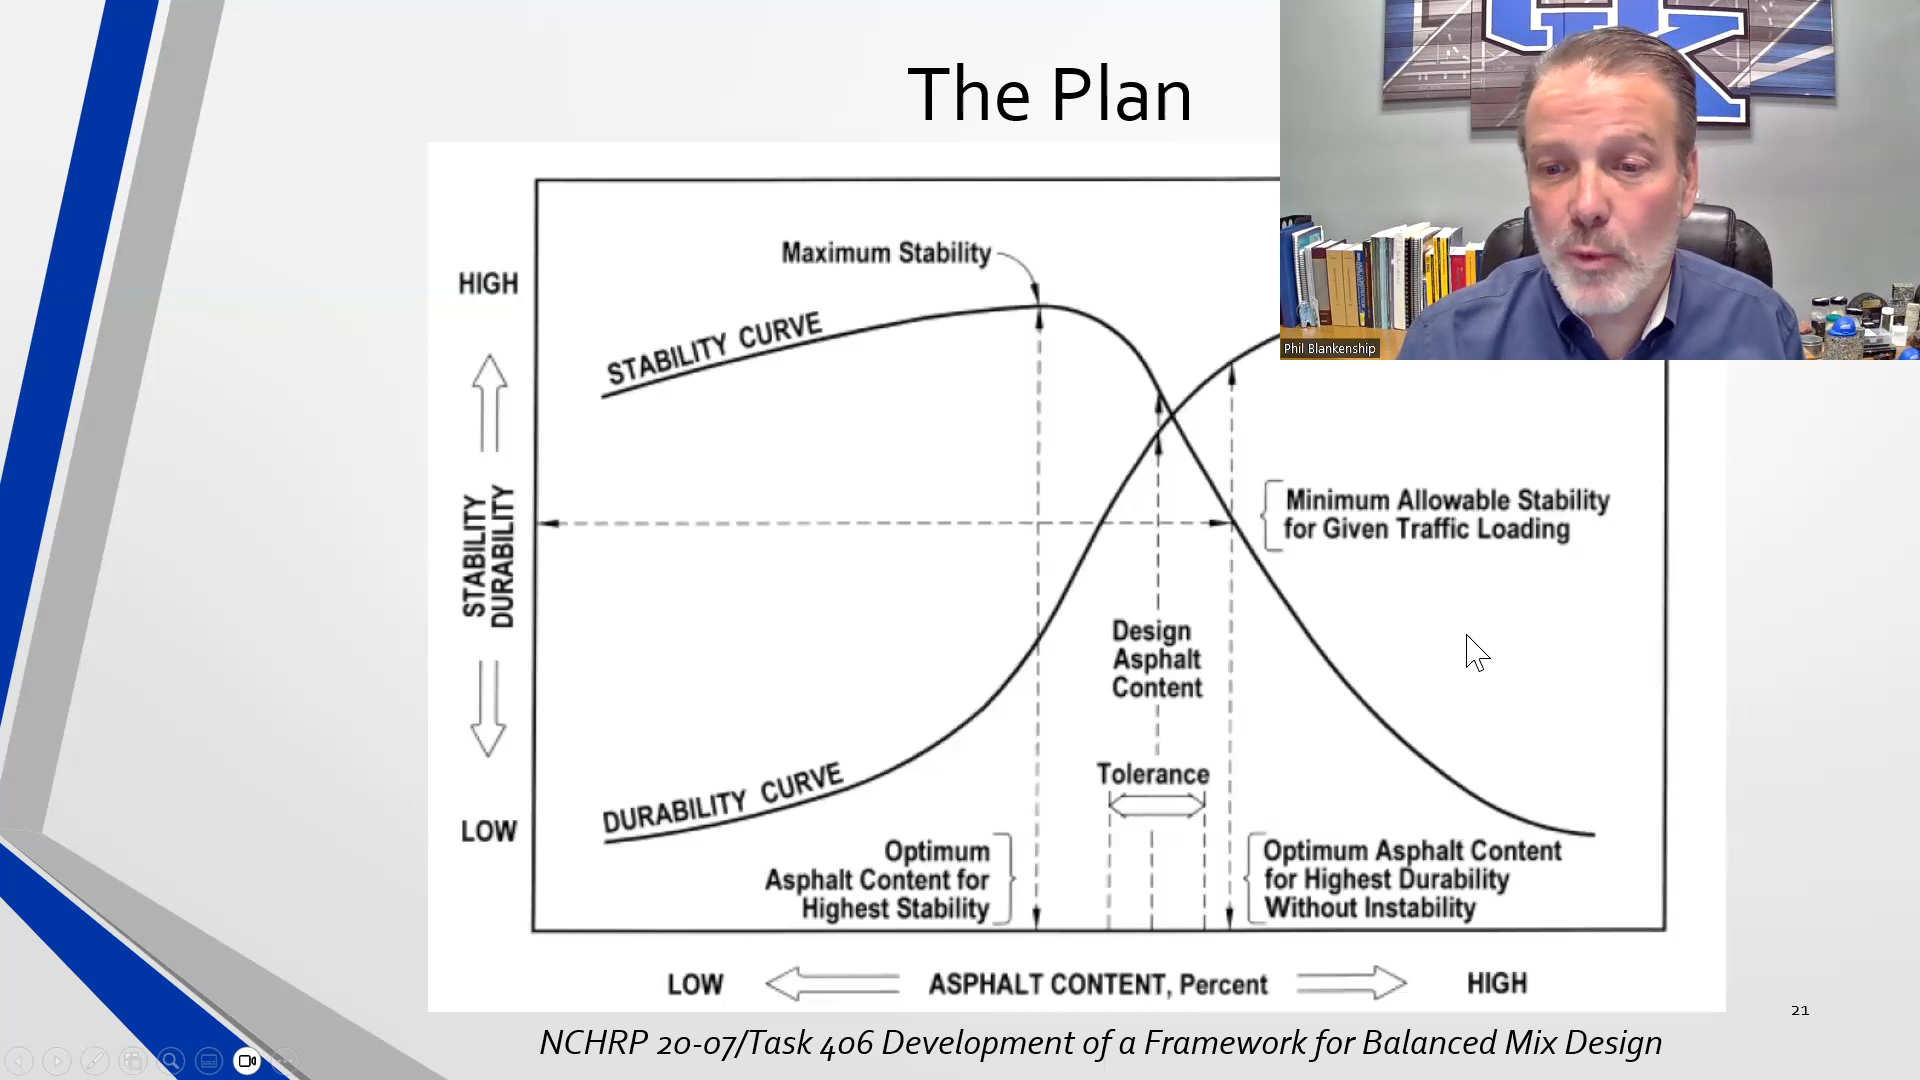 The Plan
Maximum Stability
HIGH
STABILITY CURVE
STABILITY
DURABILITY
Minimum Allowable Stability
for Given Traffic Loading
Design
Asphalt
Content
Tolerance
DURABILITY CURVE
LOW
Optimum
Asphalt Content for
Highest Stability
Optimum Asphalt Content
for Highest Durability
Without Instability
LOW
ASPHALT CONTENT, Percent
HIGH
21
NCHRP 20-07/Task 406 Development of a Framework for Balanced Mix Design
Phil Blankenship